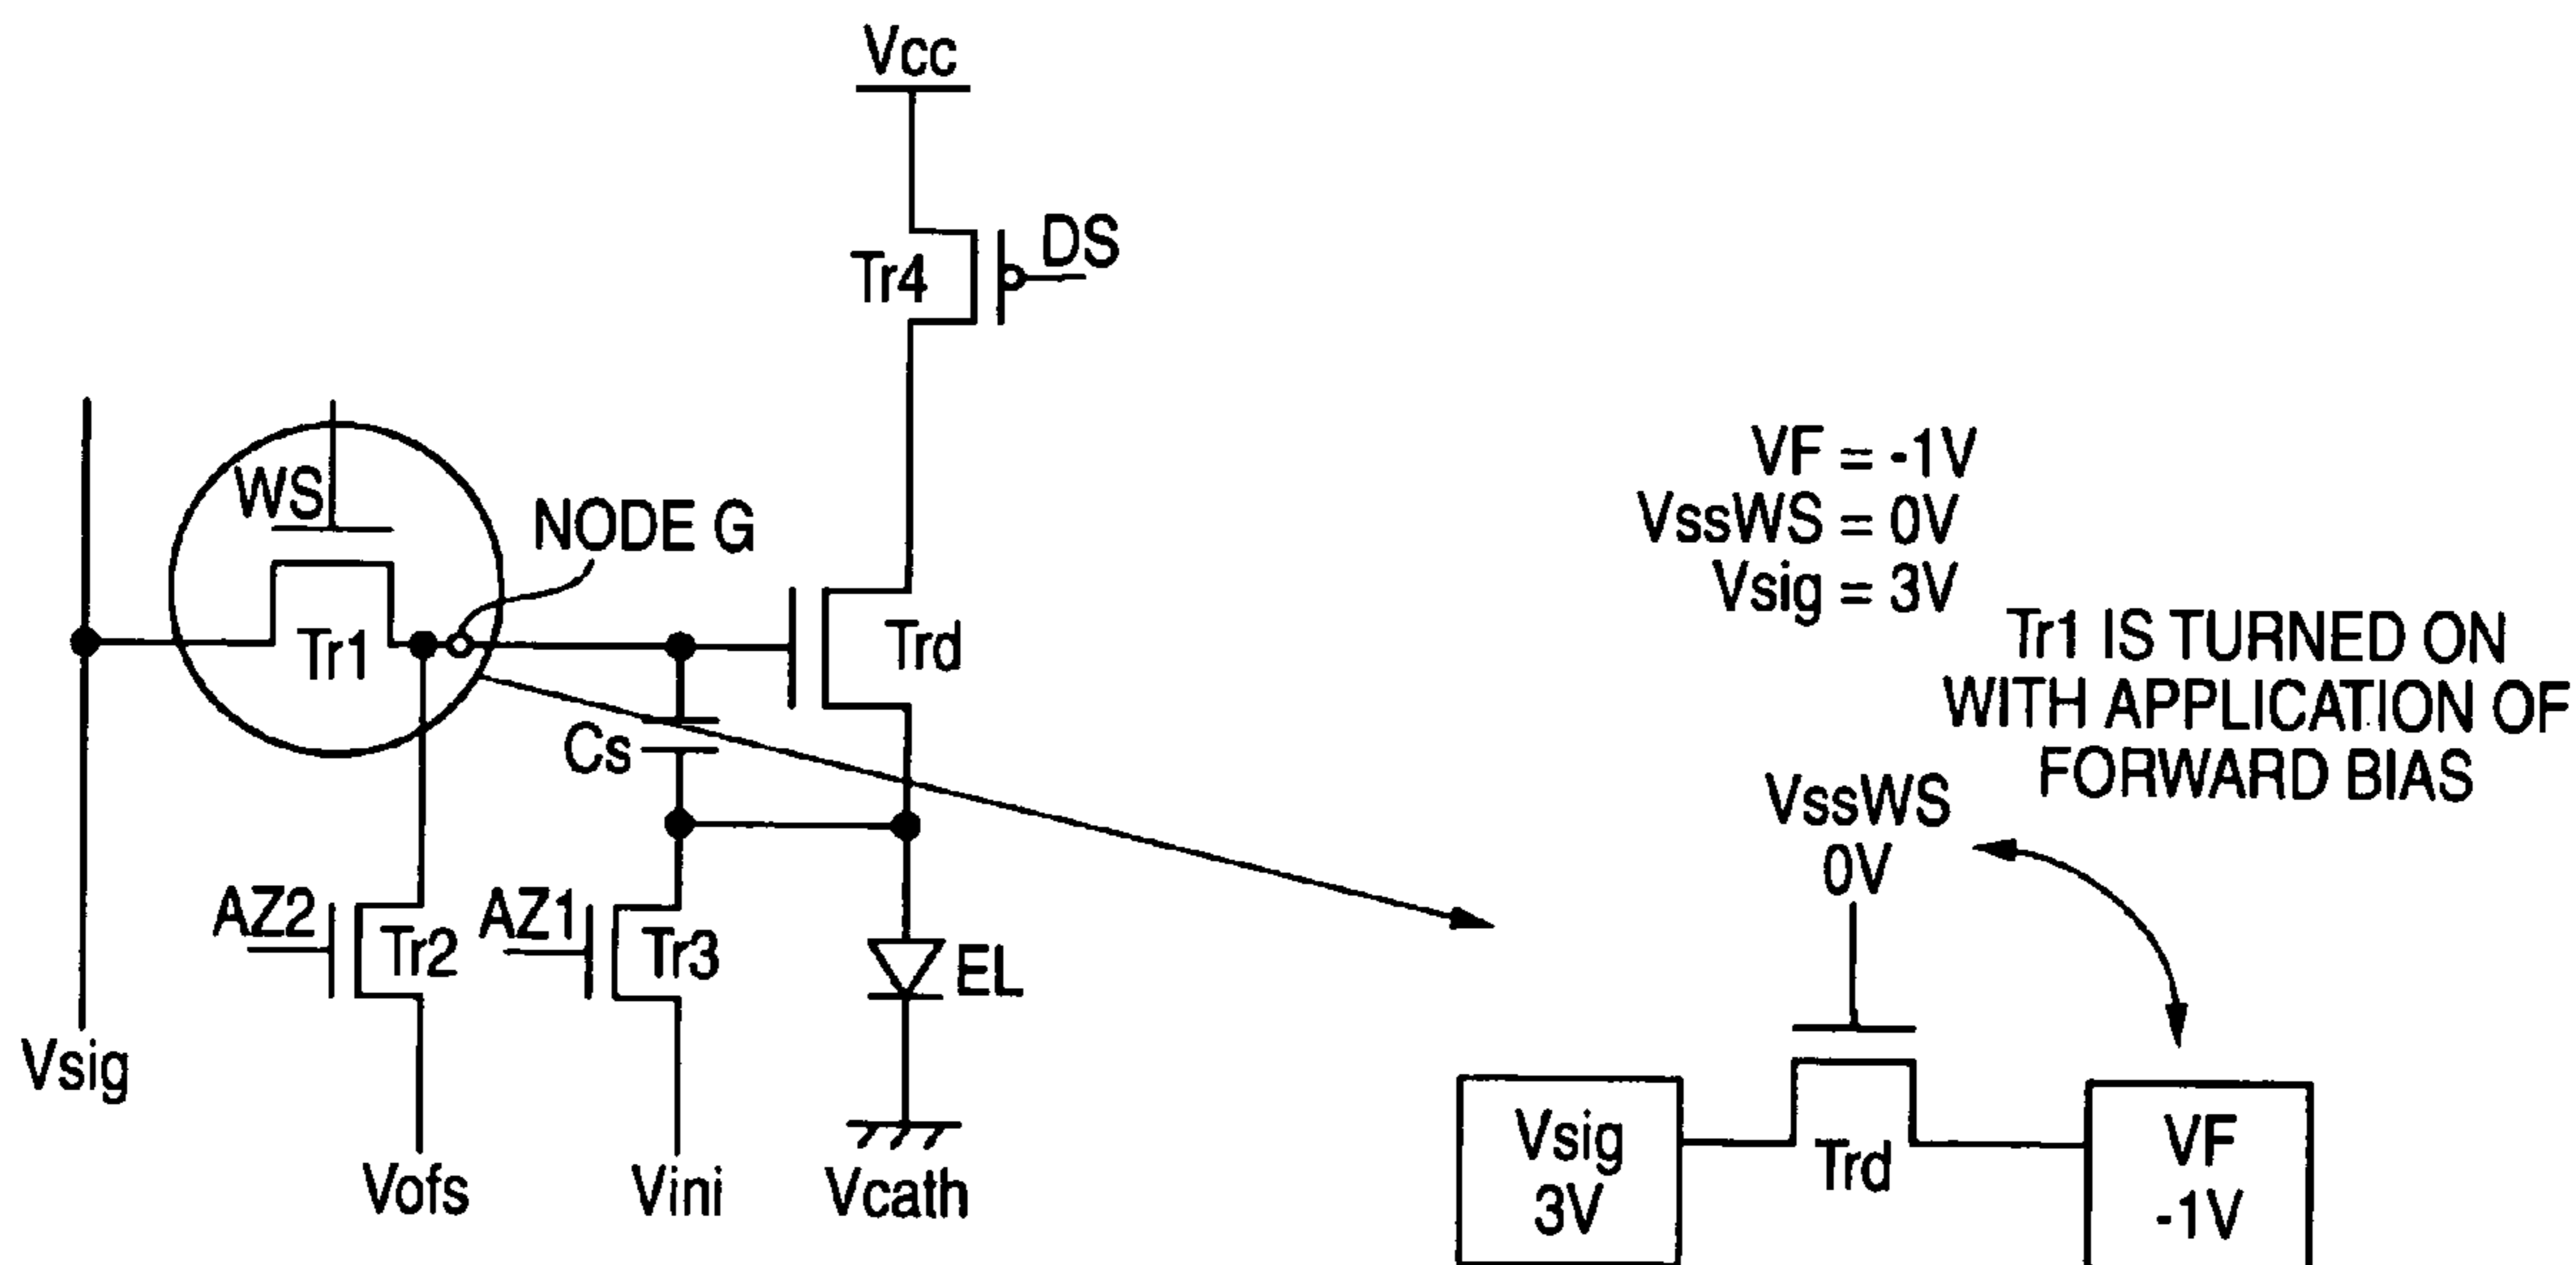 Vcc
DS
Tr4
WS
NODE G
Tr1
Trd
Cs
AZ2
Tr2
AZ1
Tr3
EL
Vsig
Vofs
Vini
Vcath
VF = -1V
VssWS = 0V
Vsig = 3V
Tr1 IS TURNED ON
WITH APPLICATION OF
FORWARD BIAS
VssWS
0V
Vsig
3V
Trd
VF
-1V